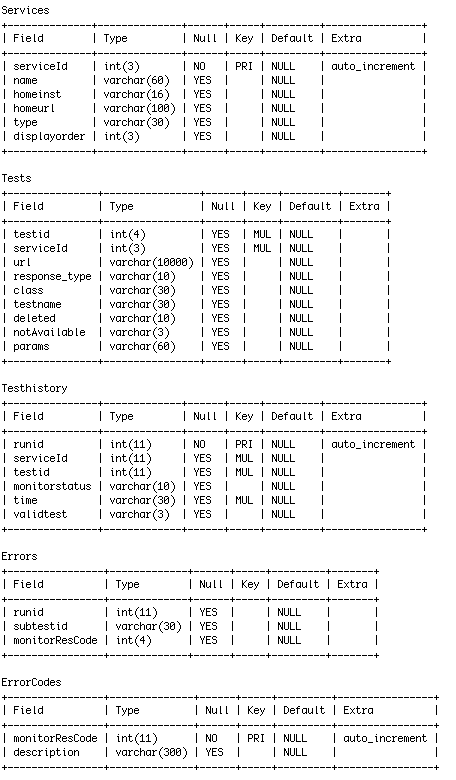 Services
+---------------+--------------+------+-----+---------+----------------+
| Field | Type | Null | Key | Default | Extra |
+---------------+--------------+------+-----+---------+----------------+
| serviceId | int(3) | NO | PRI | NULL | auto_increment |
| name | varchar(60) | YES | | NULL | |
| homeinst | varchar(16) | YES | | NULL | |
| homeurl | varchar(100) | YES | | NULL | |
| type | varchar(30) | YES | | NULL | |
| displayorder | int(3) | YES | | NULL | |
+---------------+--------------+------+-----+---------+----------------+
Tests
+---------------+----------------+------+-----+---------+-------+
| Field | Type | Null | Key | Default | Extra |
+---------------+----------------+------+-----+---------+-------+
| testid | int(4) | YES | MUL | NULL | |
| serviceId | int(3) | YES | MUL | NULL | |
| url | varchar(10000) | YES | | NULL | |
| response_type | varchar(10) | YES | | NULL | |
| class | varchar(30) | YES | | NULL | |
| testname | varchar(30) | YES | | NULL | |
| deleted | varchar(10) | YES | | NULL | |
| notAvailable | varchar(3) | YES | | NULL | |
| params | varchar(60) | YES | | NULL | |
+---------------+----------------+------+-----+---------+-------+
Testhistory
+---------------+-------------+------+-----+---------+----------------+
| Field | Type | Null | Key | Default | Extra |
+---------------+-------------+------+-----+---------+----------------+
| runid | int(11) | NO | PRI | NULL | auto_increment |
| serviceId | int(11) | YES | MUL | NULL | |
| testid | int(11) | YES | MUL | NULL | |
| monitorstatus | varchar(10) | YES | | NULL | |
| time | varchar(30) | YES | MUL | NULL | |
| validtest | varchar(3) | YES | | NULL | |
+---------------+-------------+------+-----+---------+----------------+
Errors
+----------------+-------------+------+-----+---------+-------+
| Field | Type | Null | Key | Default | Extra |
+----------------+-------------+------+-----+---------+-------+
| runid | int(11) | YES | | NULL | |
| subtestid | varchar(30) | YES | | NULL | |
| monitorResCode | int(4) | YES | | NULL | |
+----------------+-------------+------+-----+---------+-------+
ErrorCodes
+----------------+--------------+------+-----+---------+----------------+
| Field | Type | Null | Key | Default | Extra |
+----------------+--------------+------+-----+---------+----------------+
| monitorResCode | int(11) | NO | PRI | NULL | auto_increment |
| description | varchar(300) | YES | | NULL | |
+----------------+--------------+------+-----+---------+----------------+